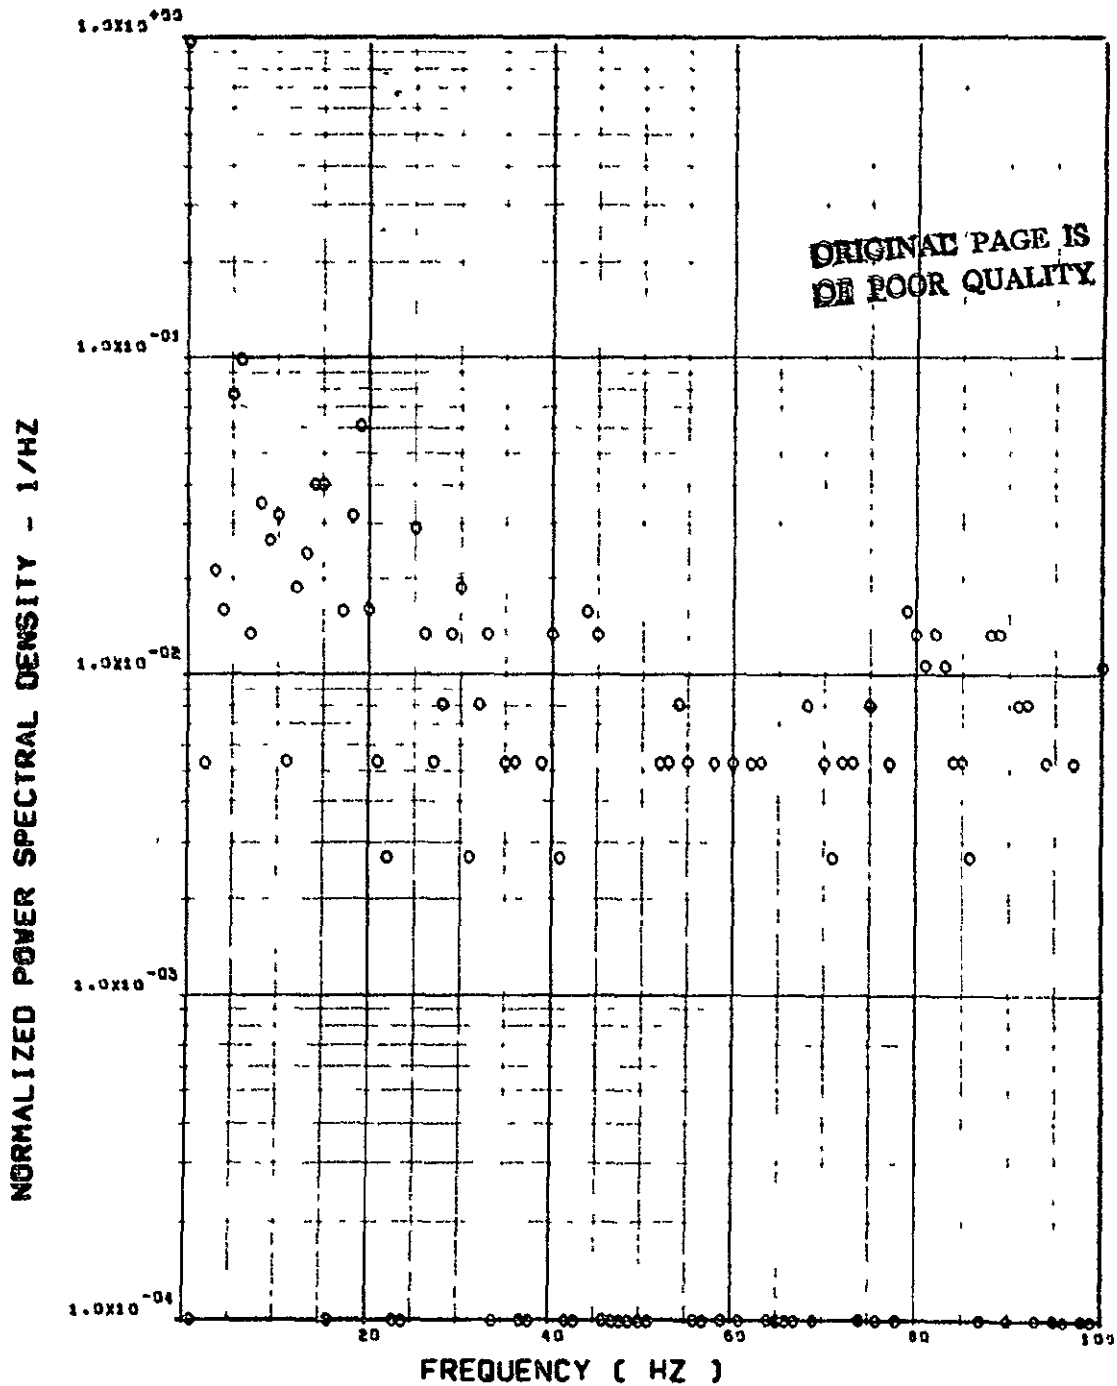 1.0X10+00
ORIGINAL PAGE IS
OF POOR QUALITY
1.0X10-01
1.0X10-02
1.0X10-03
1.0X10-04
NORMALIZED POWER SPECTRAL DENSITY - 1/HZ
20 40 60 80 100
FREQUENCY ( HZ )